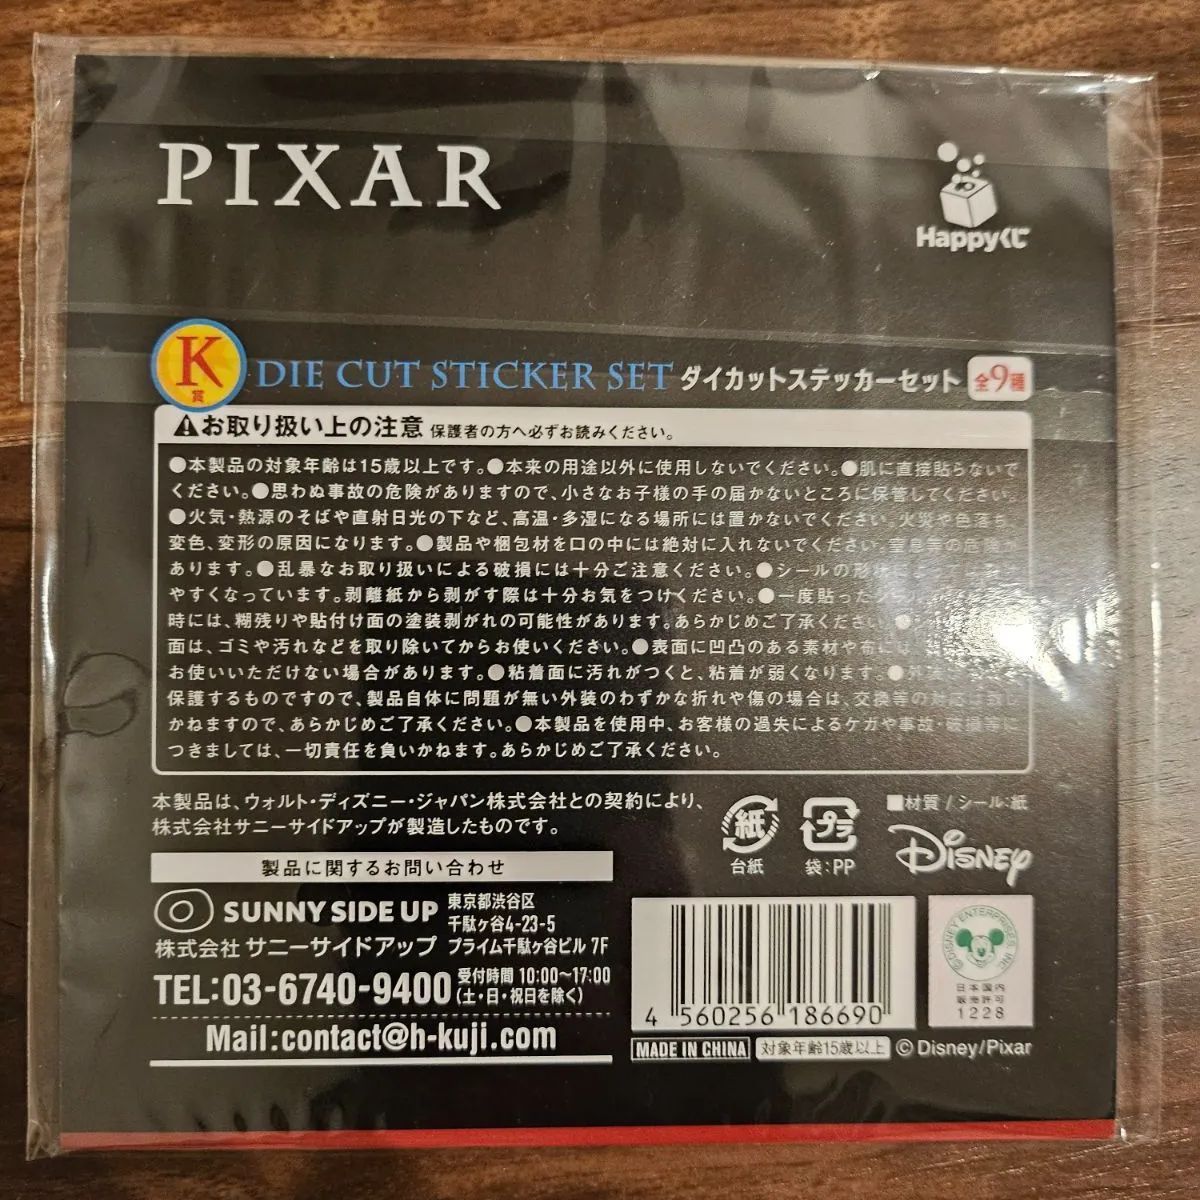 PIXAR
Happyくじ
K賞 DIE CUT STICKER SET ダイカットステッカーセット 全9種
お取り扱い上の注意 保護者の方へ必ずお読みください。
●本製品の対象年齢は15歳以上です。●本来の用途以外に使用しないでください。●肌に直接貼らないで
ください。●思わぬ事故の危険がありますので、小さなお子様の手の届かないところに保管してください。
●火気・熱源のそばや直射日光の下など、高温・多湿になる場所には置かないでください。火災や色落ち、
変色、変形の原因になります。●製品や梱包材を口の中には絶対に入れないでください。窒息等の危険が
あります。●乱暴なお取り扱いによる破損には十分ご注意ください。●シールの形状によって
やすくなっています。剥離紙から剥がす際は十分お気をつけください。●一度貼った
時には、糊残りや貼付け面の塗装剥がれの可能性があります。あらかじめご了承ください。
面は、ゴミや汚れなどを取り除いてからお使いください。●表面に凹凸のある素材や布には、
お使いいただけない場合があります。●粘着面に汚れがつくと、粘着が弱くなります。●外装
保護するものですので、製品自体に問題が無い外装のわずかな折れや傷の場合は、交換等の対応は致し
かねますので、あらかじめご了承ください。●本製品を使用中、お客様の過失によるケガや事故・破損等に
つきましては、一切責任を負いかねます。あらかじめご了承ください。
本製品は、ウォルト・ディズニー・ジャパン株式会社との契約により、
株式会社サニーサイドアップが製造したものです。
紙
台紙
プラ
袋:PP
■材質/シール:紙
Disney
製品に関するお問い合わせ
SUNNY SIDE UP
株式会社 サニーサイドアップ
東京都渋谷区
千駄ヶ谷4-23-5
プライム千駄ヶ谷ビル 7F
TEL:03-6740-9400 受付時間 10:00〜17:00
(土・日・祝日を除く)
Mail:contact@h-kuji.com
4 560256 186690
©DISNEY ENTERPRISES, INC.
日本国内
販売許可
1228
MADE IN CHINA 対象年齢15歳以上 ©Disney/Pixar